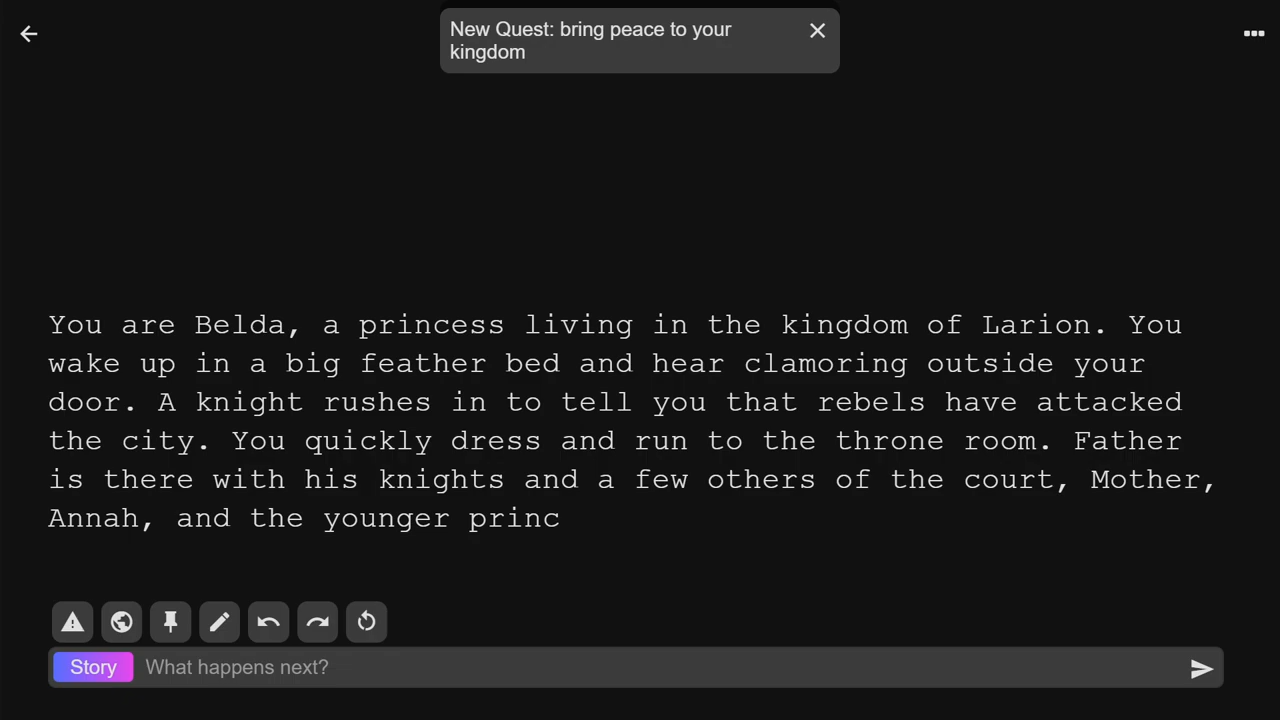 New Quest: bring peace to your
kingdom
You are Belda, a princess living in the kingdom of Larion. You
wake up in a big feather bed and hear clamoring outside your
door. A knight rushes in to tell you that rebels have attacked
the city. You quickly dress and run to the throne room. Father
is there with his knights and a few others of the court, Mother,
Annah, and the younger princ
Story What happens next?